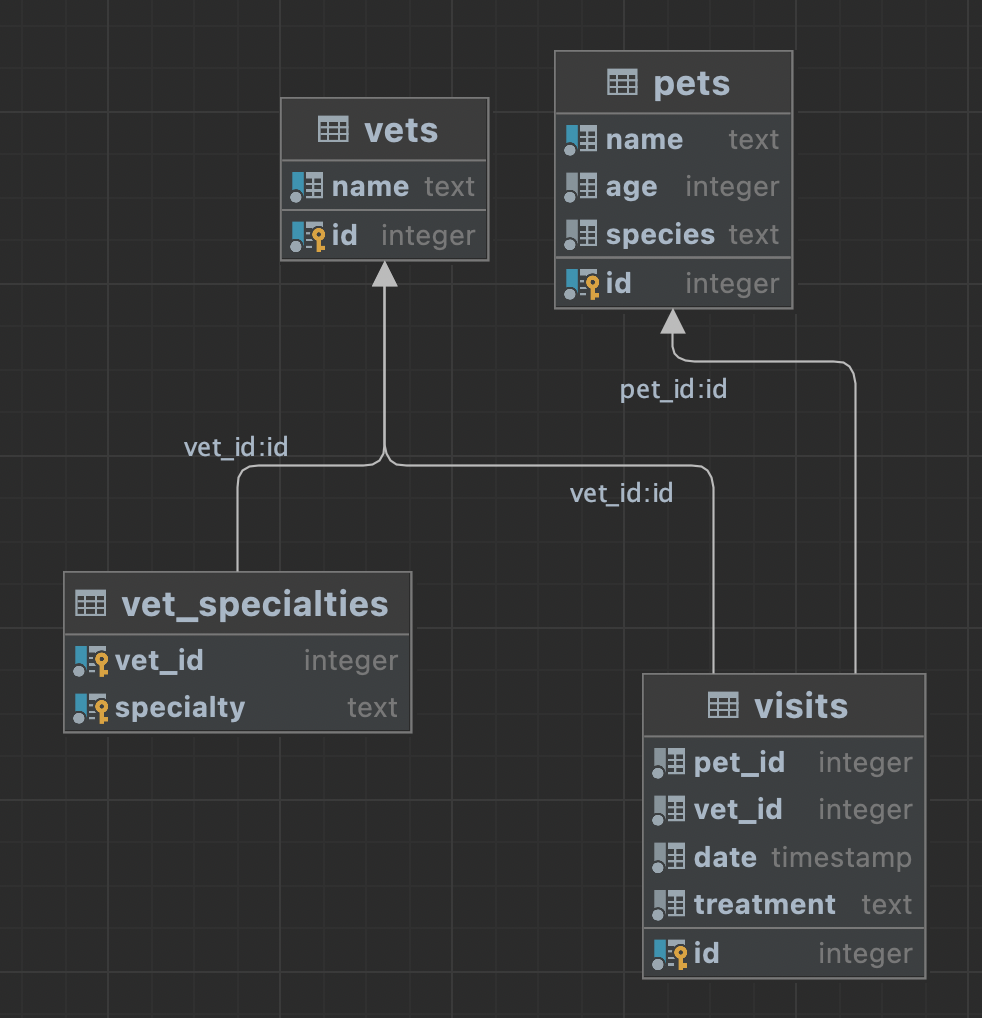 vets
name text
id integer
pets
name text
age integer
species text
id integer
pet_id:id
vet_id:id
vet_id:id
vet_specialties
vet_id integer
specialty text
visits
pet_id integer
vet_id integer
date timestamp
treatment text
id integer